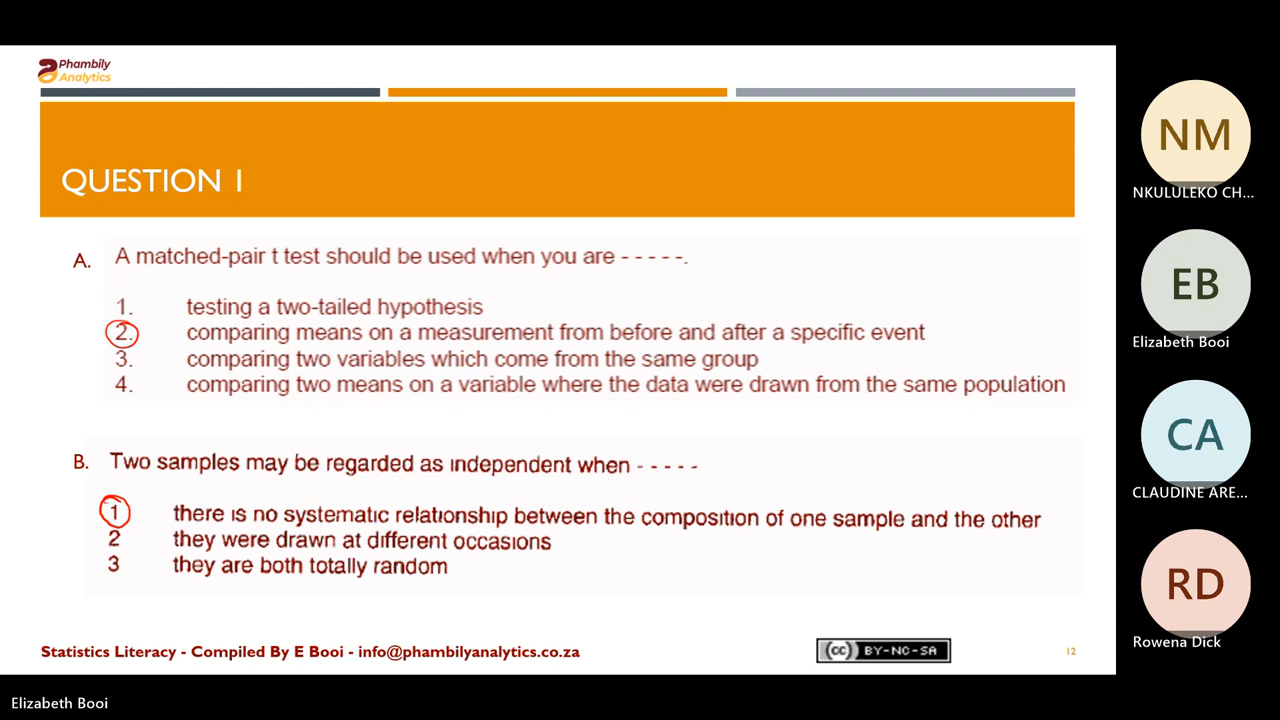 Phambily
Analytics
QUESTION 1
A. A matched-pair t test should be used when you are - - - - -.
1. testing a two-tailed hypothesis
2. comparing means on a measurement from before and after a specific event
3. comparing two variables which come from the same group
4. comparing two means on a variable where the data were drawn from the same population
B. Two samples may be regarded as independent when - - - - -
1 there is no systematic relationship between the composition of one sample and the other
2 they were drawn at different occasions
3 they are both totally random
Statistics Literacy - Compiled By E Booi - info@phambilyanalytics.co.za
cc BY-NC-SA
12
NM
NKULULEKO CH...
EB
Elizabeth Booi
CA
CLAUDINE ARE...
RD
Rowena Dick
Elizabeth Booi